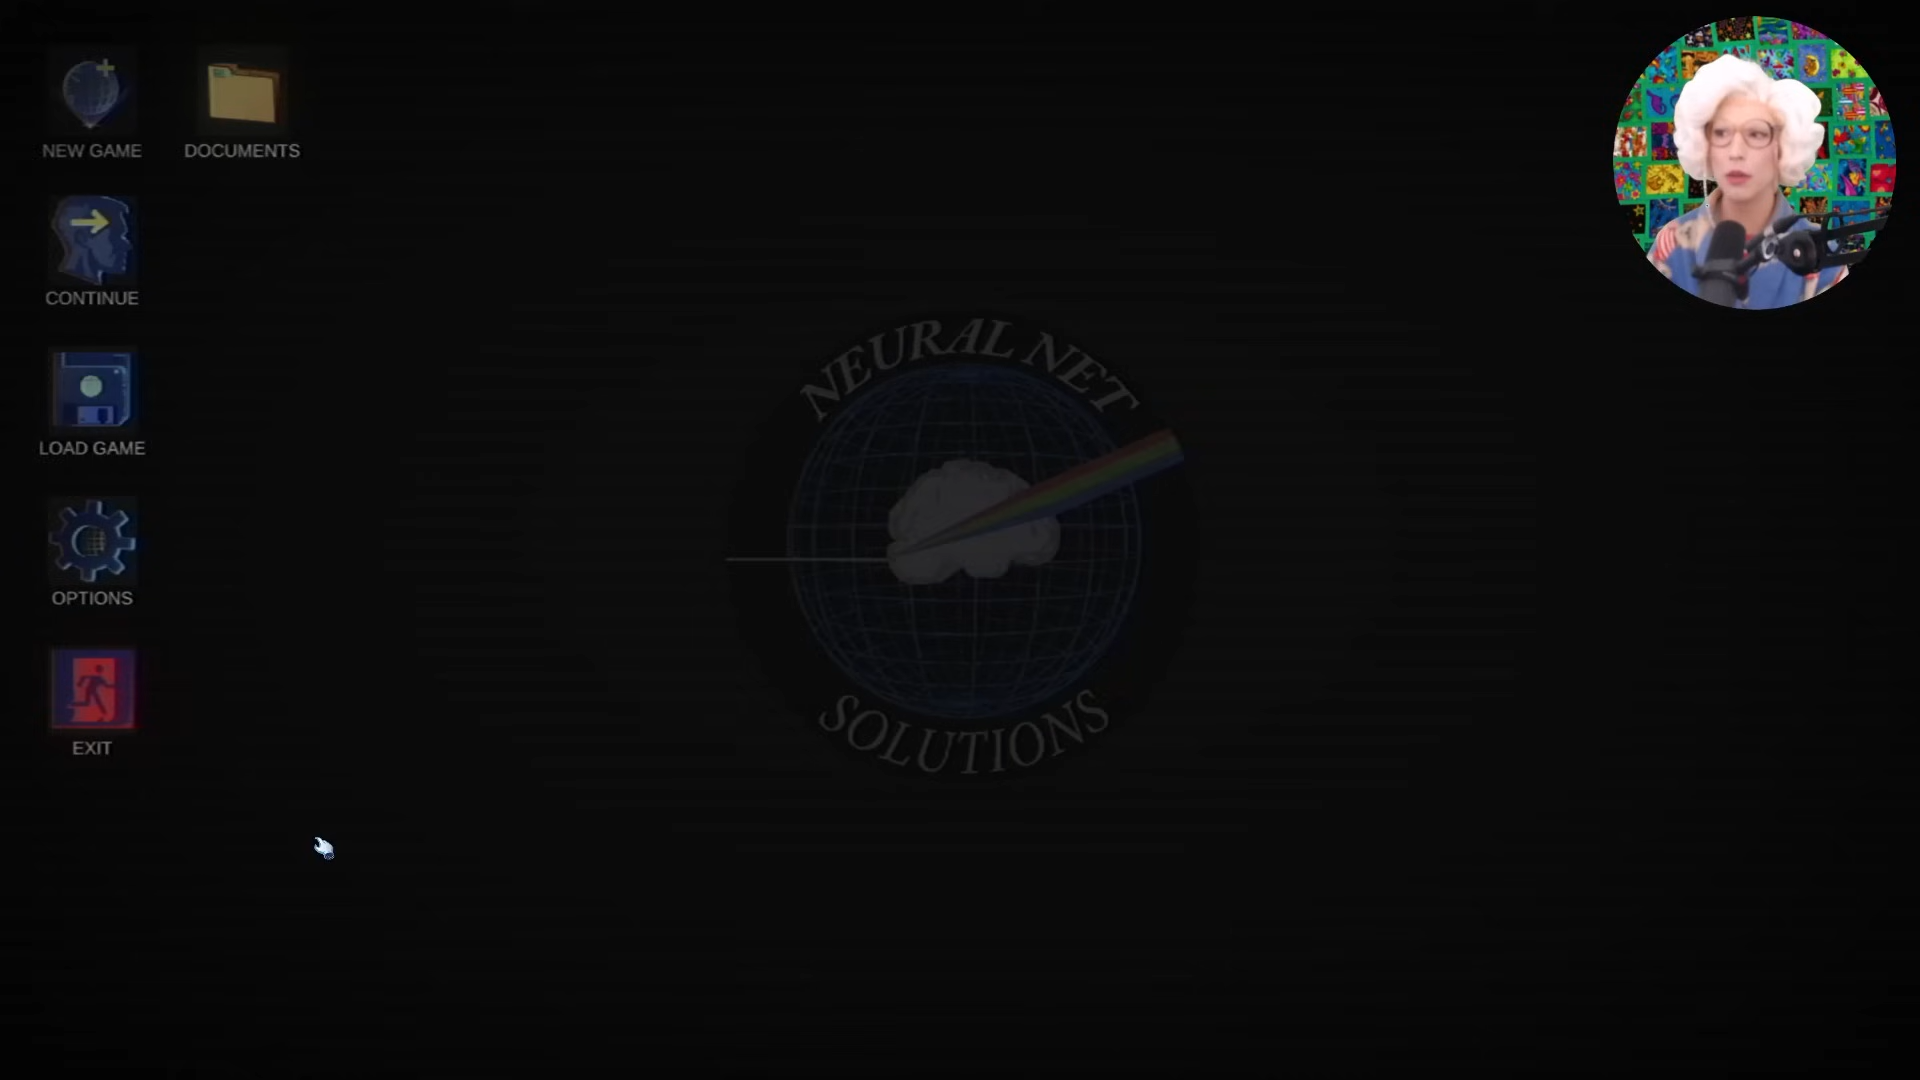 NEW GAME
DOCUMENTS
CONTINUE
LOAD GAME
OPTIONS
EXIT
NEURAL NET
SOLUTIONS